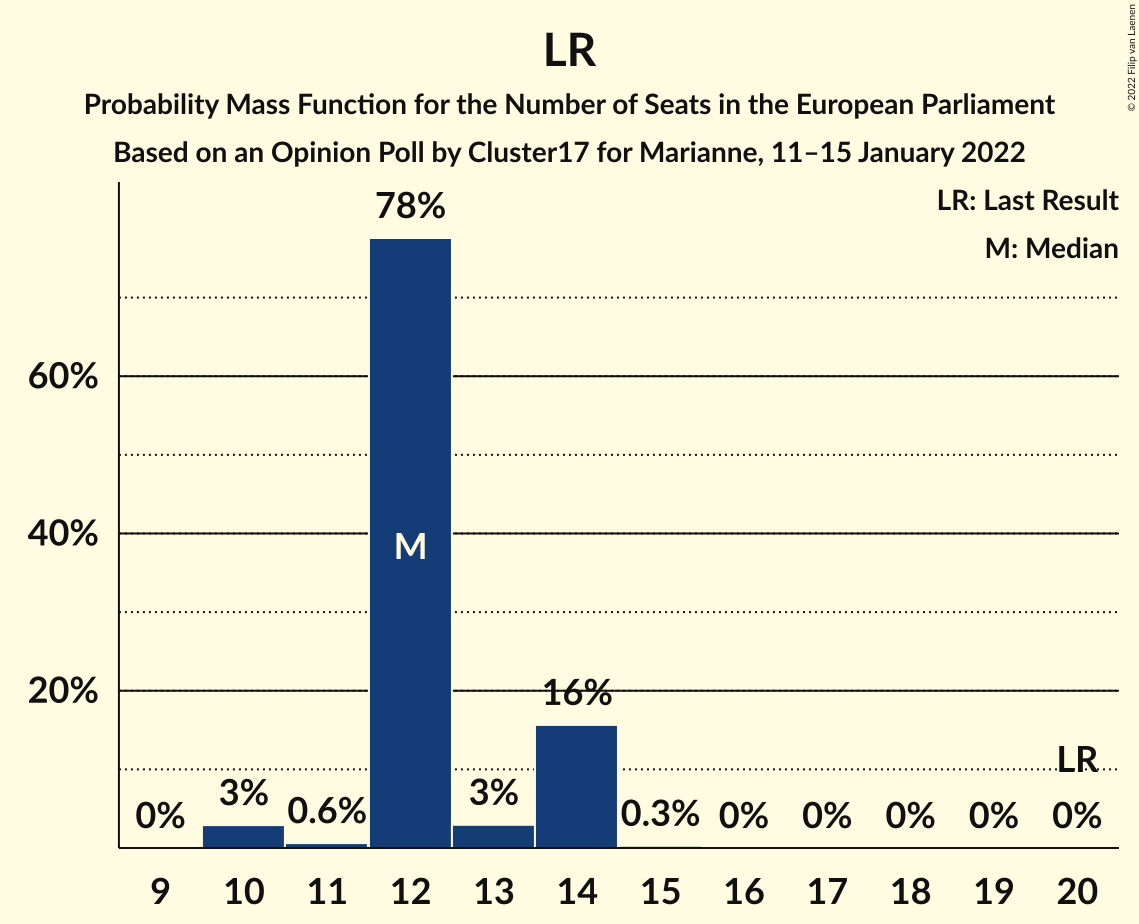 LR
Probability Mass Function for the Number of Seats in the European Parliament
Based on an Opinion Poll by Cluster17 for Marianne, 11–15 January 2022
© 2022 Filip van Laenen
LR: Last Result
M: Median
78%
60%
40%
M
20%
16%
LR
0%
3%
0.6%
3%
0.3%
0%
0%
0%
0%
0%
9 10 11 12 13 14 15 16 17 18 19 20